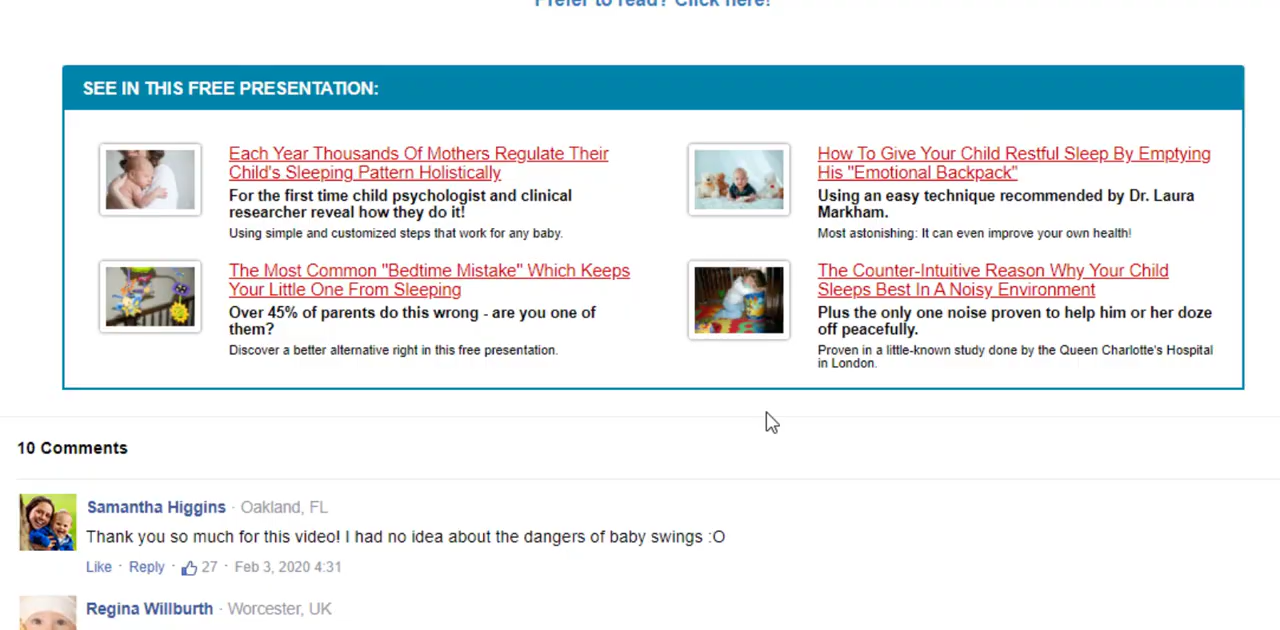 Prefer to read? Click here!
SEE IN THIS FREE PRESENTATION:
Each Year Thousands Of Mothers Regulate Their
Child's Sleeping Pattern Holistically
For the first time child psychologist and clinical
researcher reveal how they do it!
Using simple and customized steps that work for any baby.
How To Give Your Child Restful Sleep By Emptying
His "Emotional Backpack"
Using an easy technique recommended by Dr. Laura
Markham.
Most astonishing: It can even improve your own health!
The Most Common "Bedtime Mistake" Which Keeps
Your Little One From Sleeping
Over 45% of parents do this wrong - are you one of
them?
Discover a better alternative right in this free presentation.
The Counter-Intuitive Reason Why Your Child
Sleeps Best In A Noisy Environment
Plus the only one noise proven to help him or her doze
off peacefully.
Proven in a little-known study done by the Queen Charlotte's Hospital
in London.
10 Comments
Samantha Higgins · Oakland, FL
Thank you so much for this video! I had no idea about the dangers of baby swings :O
Like · Reply · 27 · Feb 3, 2020 4:31
Regina Willburth · Worcester, UK